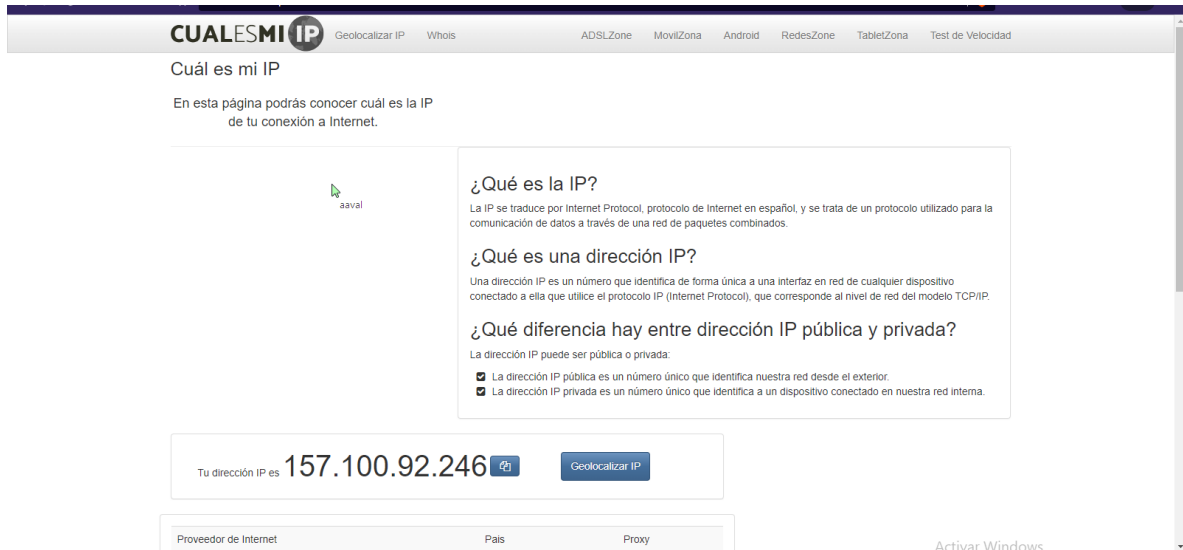 CUALESMI IP
Geolocalizar IP Whois ADSLZone MovilZona Android RedesZone TabletZona Test de Velocidad
Cuál es mi IP
En esta página podrás conocer cuál es la IP
de tu conexión a Internet.
aaval
¿Qué es la IP?
La IP se traduce por Internet Protocol, protocolo de Internet en español, y se trata de un protocolo utilizado para la
comunicación de datos a través de una red de paquetes combinados.
¿Qué es una dirección IP?
Una dirección IP es un número que identifica de forma única a una interfaz en red de cualquier dispositivo
conectado a ella que utilice el protocolo IP (Internet Protocol), que corresponde al nivel de red del modelo TCP/IP.
¿Qué diferencia hay entre dirección IP pública y privada?
La dirección IP puede ser pública o privada:
La dirección IP pública es un número único que identifica nuestra red desde el exterior.
La dirección IP privada es un número único que identifica a un dispositivo conectado en nuestra red interna.
Tu dirección IP es 157.100.92.246 Geolocalizar IP
Proveedor de Internet Pais Proxy
Activar Windows